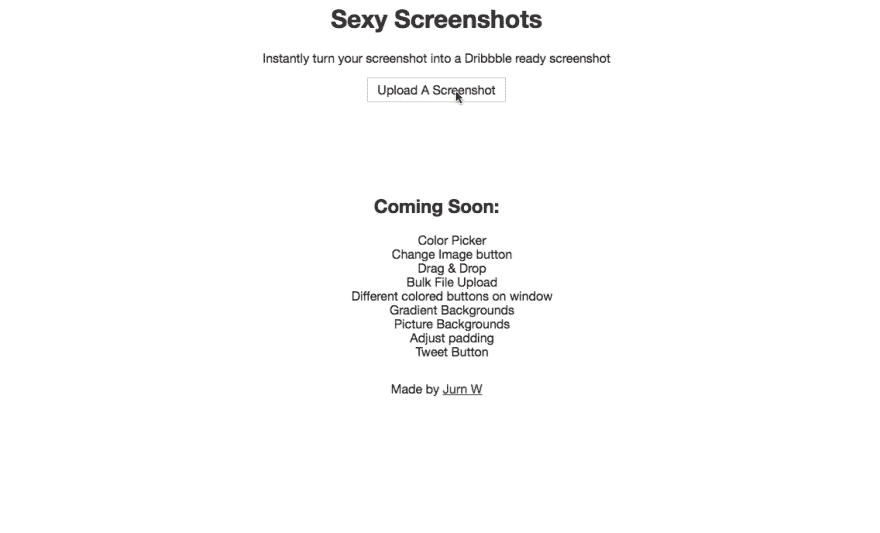 Sexy Screenshots
Instantly turn your screenshot into a Dribbble ready screenshot
Upload A Screenshot
Coming Soon:
Color Picker
Change Image button
Drag & Drop
Bulk File Upload
Different colored buttons on window
Gradient Backgrounds
Picture Backgrounds
Adjust padding
Tweet Button
Made by Jurn W